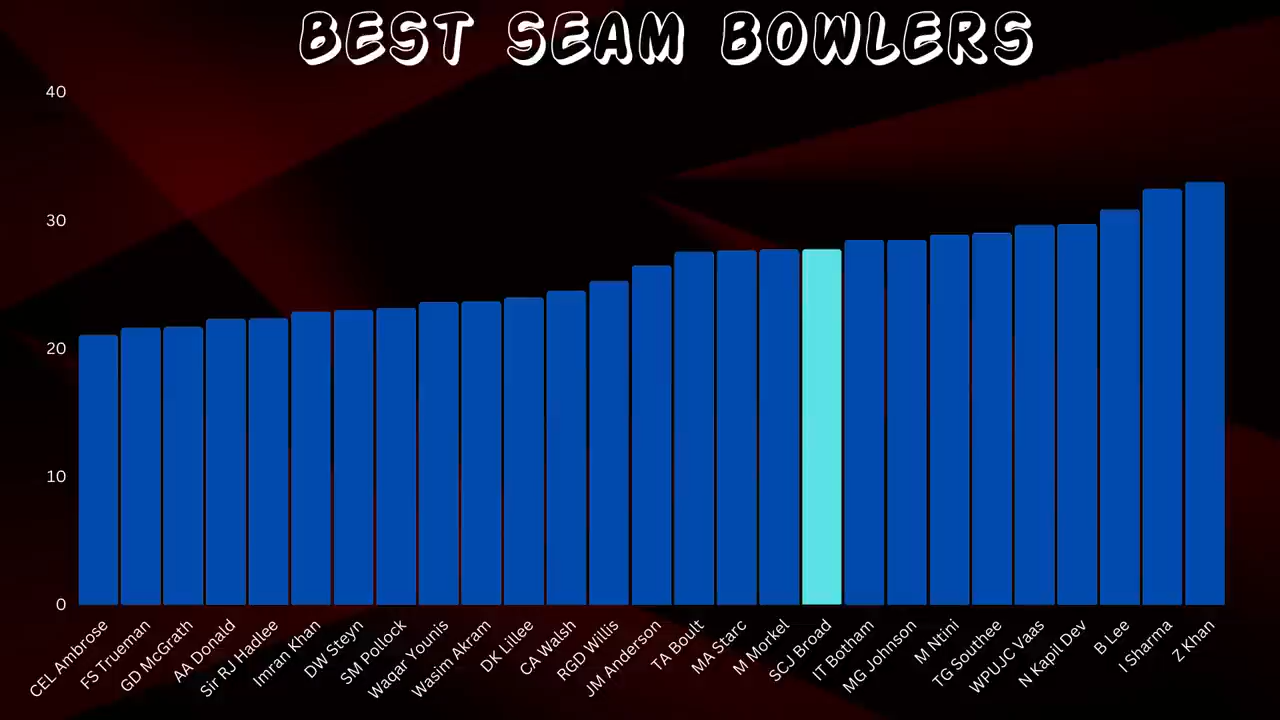 BEST SEAM BOWLERS
40
30
20
10
0
CEL Ambrose
FS Trueman
GD McGrath
AA Donald
Sir RJ Hadlee
Imran Khan
DW Steyn
SM Pollock
Waqar Younis
Wasim Akram
DK Lillee
CA Walsh
RGD Willis
JM Anderson
TA Boult
MA Starc
M Morkel
SCJ Broad
IT Botham
MG Johnson
M Ntini
TG Southee
WPUJC Vaas
N Kapil Dev
B Lee
I Sharma
Z Khan